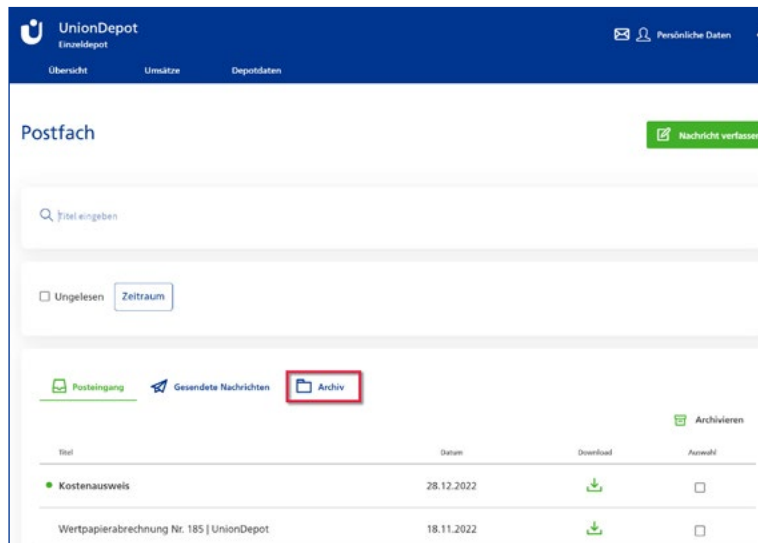 UnionDepot
Einzeldepot
Persönliche Daten
Übersicht Umsätze Depotdaten
Postfach
Nachricht verfassen
Titel eingeben
Ungelesen Zeitraum
Posteingang Gesendete Nachrichten Archiv
Archivieren
Titel Datum Download Auswahl
Kostenausweis 28.12.2022
Wertpapierabrechnung Nr. 185 | UnionDepot 18.11.2022